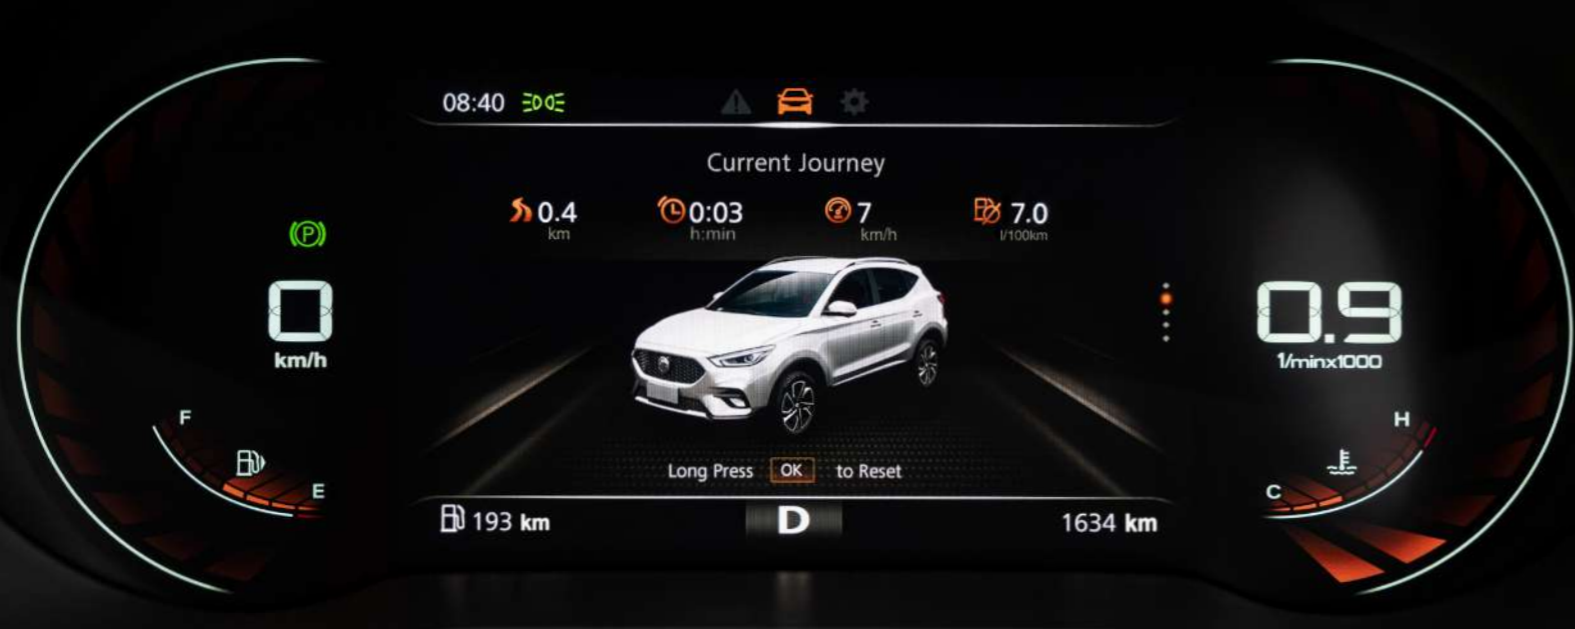 08:40
Current Journey
0.4 0:03 7 7.0
km h:min km/h l/100km
P
0
km/h
0.9
1/minx1000
F
E
H
C
Long Press OK to Reset
193 km D 1634 km